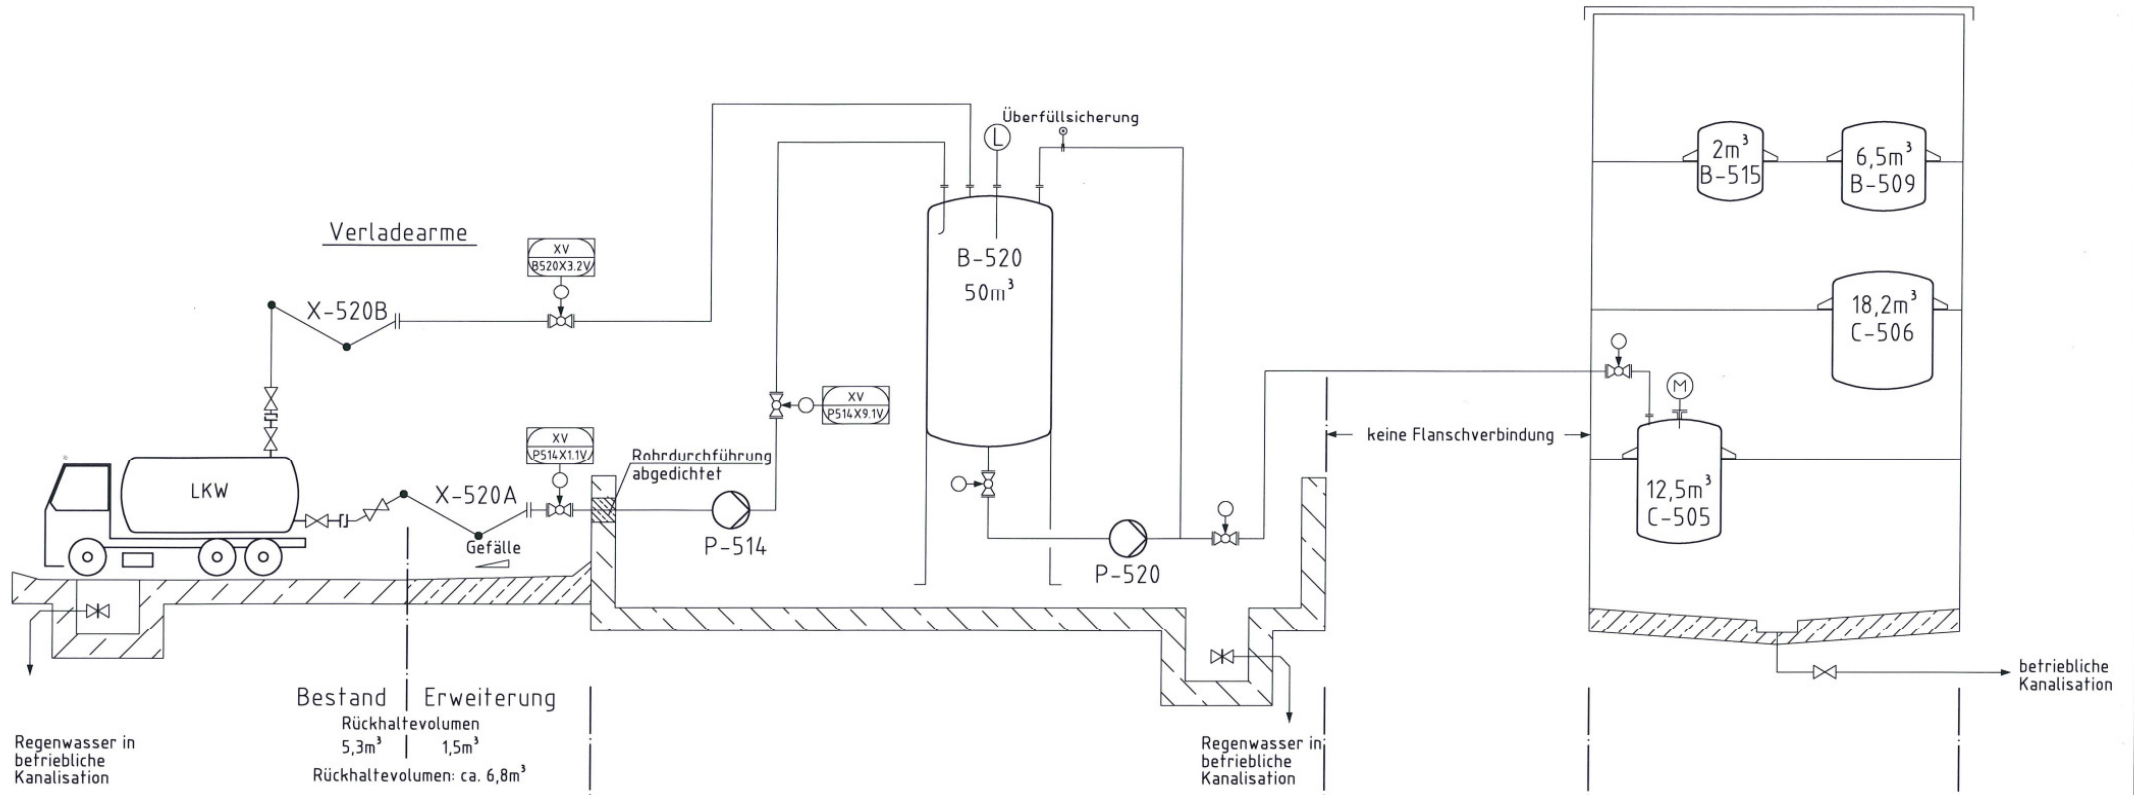 Überfüllsicherung
L
2m³
B-515
6,5m³
B-509
Verladearme
XV
B520X3.2V
B-520
50m³
X-520B
18,2m³
C-506
M
XV
P514X9.1V
keine Flanschverbindung
XV
P514X1.1V
Rohrdurchführung
abgedichtet
LKW
X-520A
12,5m³
C-505
P-514
Gefälle
P-520
betriebliche
Kanalisation
Bestand
Erweiterung
Rückhaltevolumen
5,3m³
1,5m³
Rückhaltevolumen: ca. 6,8m³
Regenwasser in
betriebliche
Kanalisation
Regenwasser in
betriebliche
Kanalisation